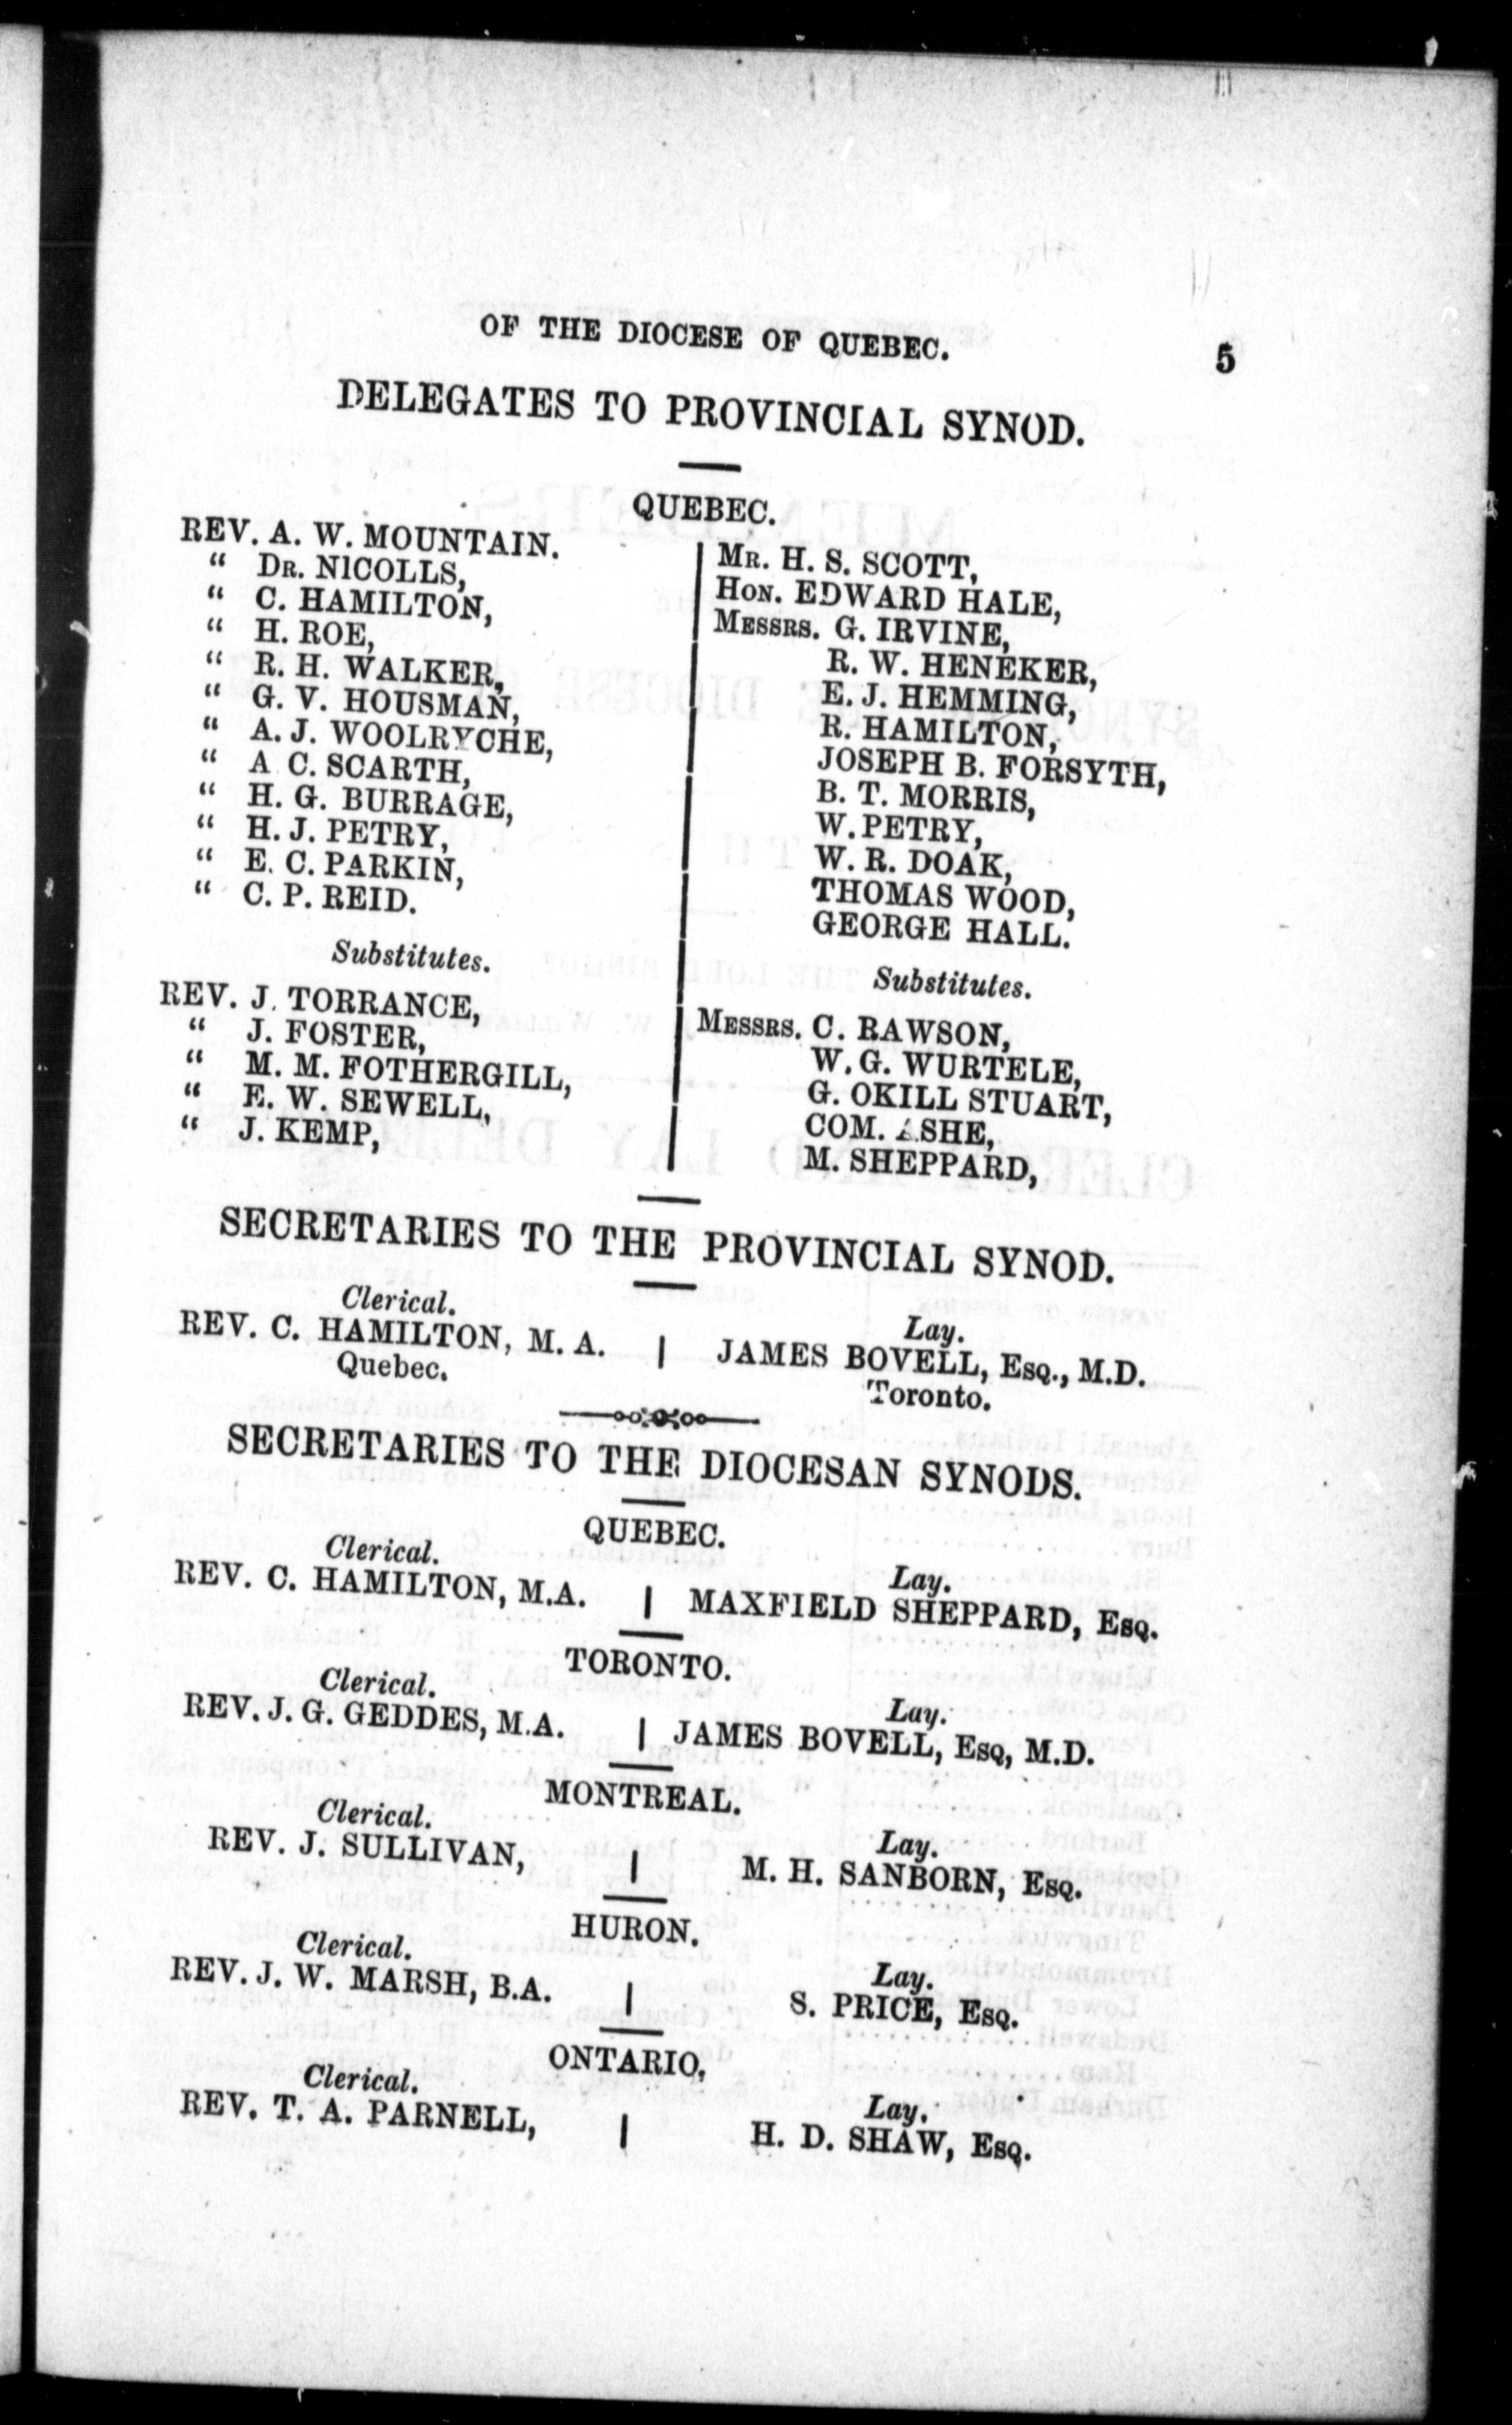 OF THE DIOCESE OF QUEBEC. 5
DELEGATES TO PROVINCIAL SYNOD.
QUEBEC.
REV. A. W. MOUNTAIN.
" DR. NICOLLS,
" C. HAMILTON,
" H. ROE,
" R. H. WALKER,
" G. V. HOUSMAN,
" A. J. WOOLRYCHE,
" A C. SCARTH,
" H. G. BURRAGE,
" H. J. PETRY,
" E. C. PARKIN,
" C. P. REID.
Substitutes.
REV. J. TORRANCE,
" J. FOSTER,
" M. M. FOTHERGILL,
" E. W. SEWELL,
" J. KEMP,
MR. H. S. SCOTT,
HON. EDWARD HALE,
MESSRS. G. IRVINE,
R. W. HENEKER,
E. J. HEMMING,
R. HAMILTON,
JOSEPH B. FORSYTH,
B. T. MORRIS,
W. PETRY,
W. R. DOAK,
THOMAS WOOD,
GEORGE HALL.
Substitutes.
MESSRS. C. RAWSON,
W. G. WURTELE,
G. OKILL STUART,
COM. ASHE,
M. SHEPPARD,
SECRETARIES TO THE PROVINCIAL SYNOD.
Clerical.
REV. C. HAMILTON, M. A.
Quebec.
Lay.
JAMES BOVELL, ESQ., M.D.
Toronto.
SECRETARIES TO THE DIOCESAN SYNODS.
QUEBEC.
Clerical.
REV. C. HAMILTON, M.A.
Lay.
MAXFIELD SHEPPARD, ESQ.
TORONTO.
Clerical.
REV. J. G. GEDDES, M.A.
Lay.
JAMES BOVELL, ESQ, M.D.
MONTREAL.
Clerical.
REV. J. SULLIVAN,
Lay.
M. H. SANBORN, ESQ.
HURON.
Clerical.
REV. J. W. MARSH, B.A.
Lay.
S. PRICE, ESQ.
ONTARIO,
Clerical.
REV. T. A. PARNELL,
Lay.
H. D. SHAW, ESQ.